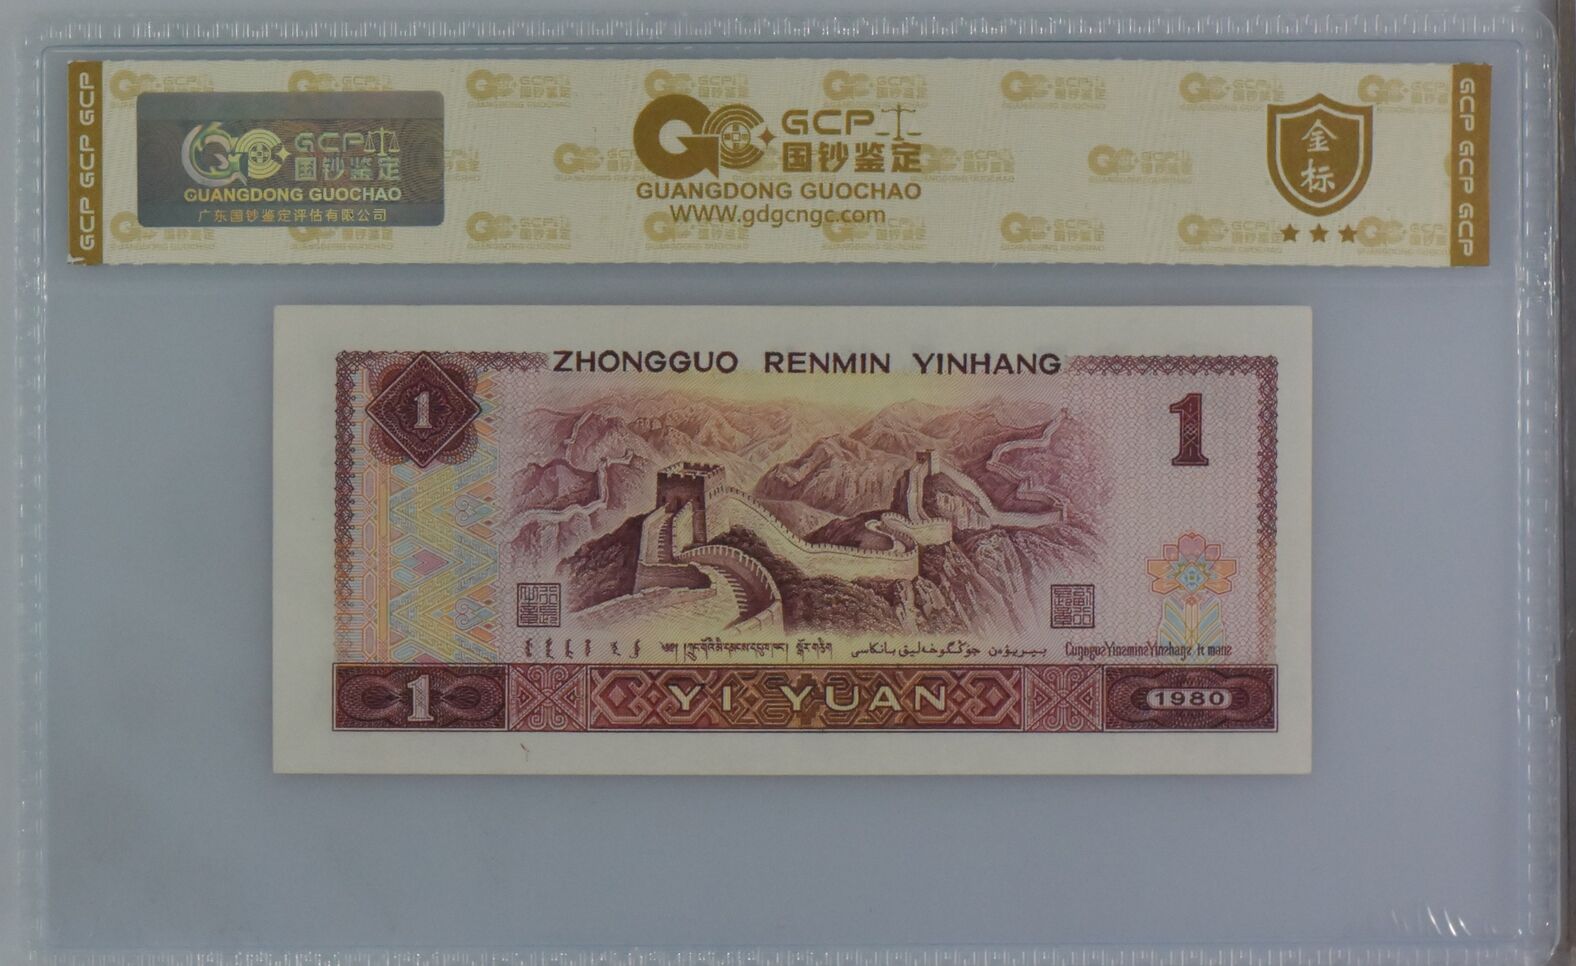 GCP GCP GCP
GCP
国钞鉴定
GUANGDONG GUOCHAO
广东国钞鉴定评估有限公司
GCP
国钞鉴定
GUANGDONG GUOCHAO
WWW.gdgcngc.com
金
标
GCP GCP GCP
ZHONGGUO RENMIN YINHANG
1
1
1
YI YUAN
1980